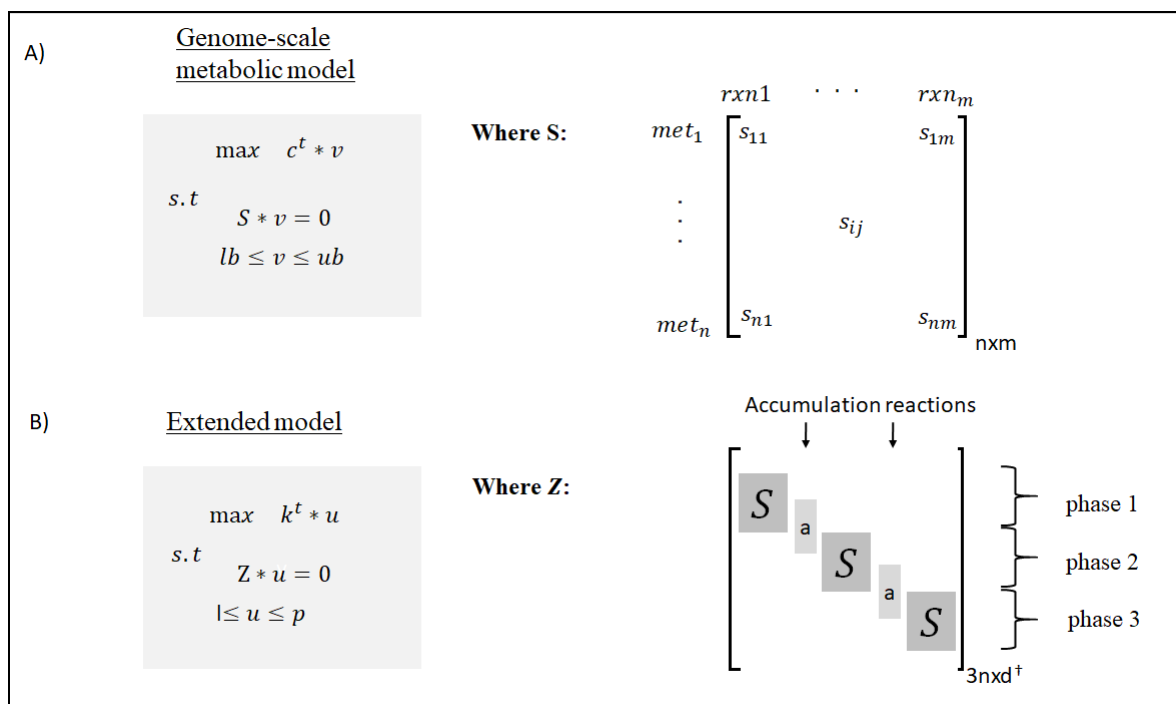 A)
Genome-scale
metabolic model
max c^t * v
s.t
S * v = 0
lb ≤ v ≤ ub
Where S:
rxn1 · · · rxn_m
met_1 s_11 s_1m
· · · s_ij
met_n s_n1 s_nm
nxm
B)
Extended model
max k^t * u
s.t
Z * u = 0
l ≤ u ≤ p
Where Z:
Accumulation reactions
S
a
S
a
S
3nxd†
phase 1
phase 2
phase 3